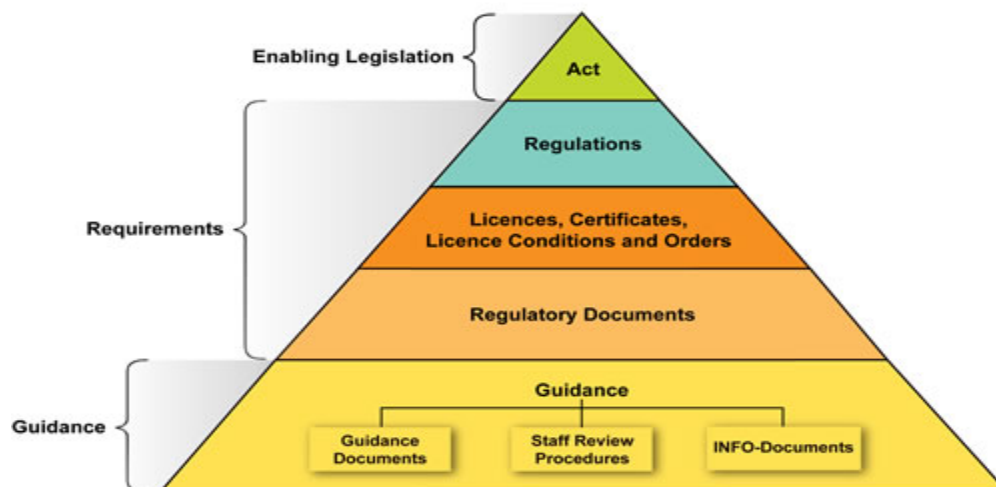 Enabling Legislation
Act
Regulations
Requirements
Licences, Certificates,
Licence Conditions and Orders
Regulatory Documents
Guidance
Guidance
Guidance
Documents
Staff Review
Procedures
INFO-Documents